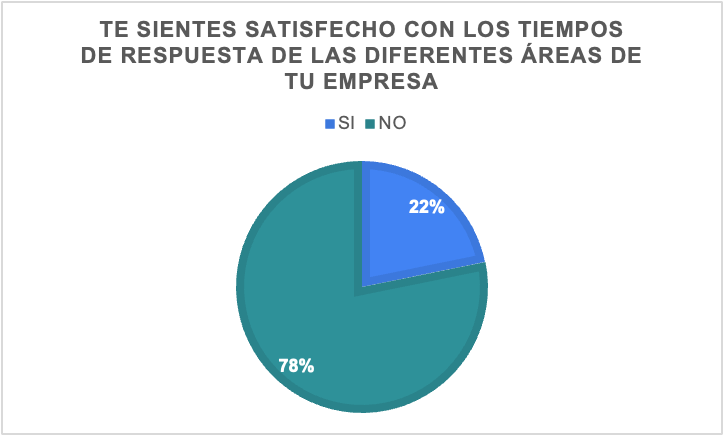 TE SIENTES SATISFECHO CON LOS TIEMPOS
DE RESPUESTA DE LAS DIFERENTES ÁREAS DE
TU EMPRESA
SI NO
22%
78%